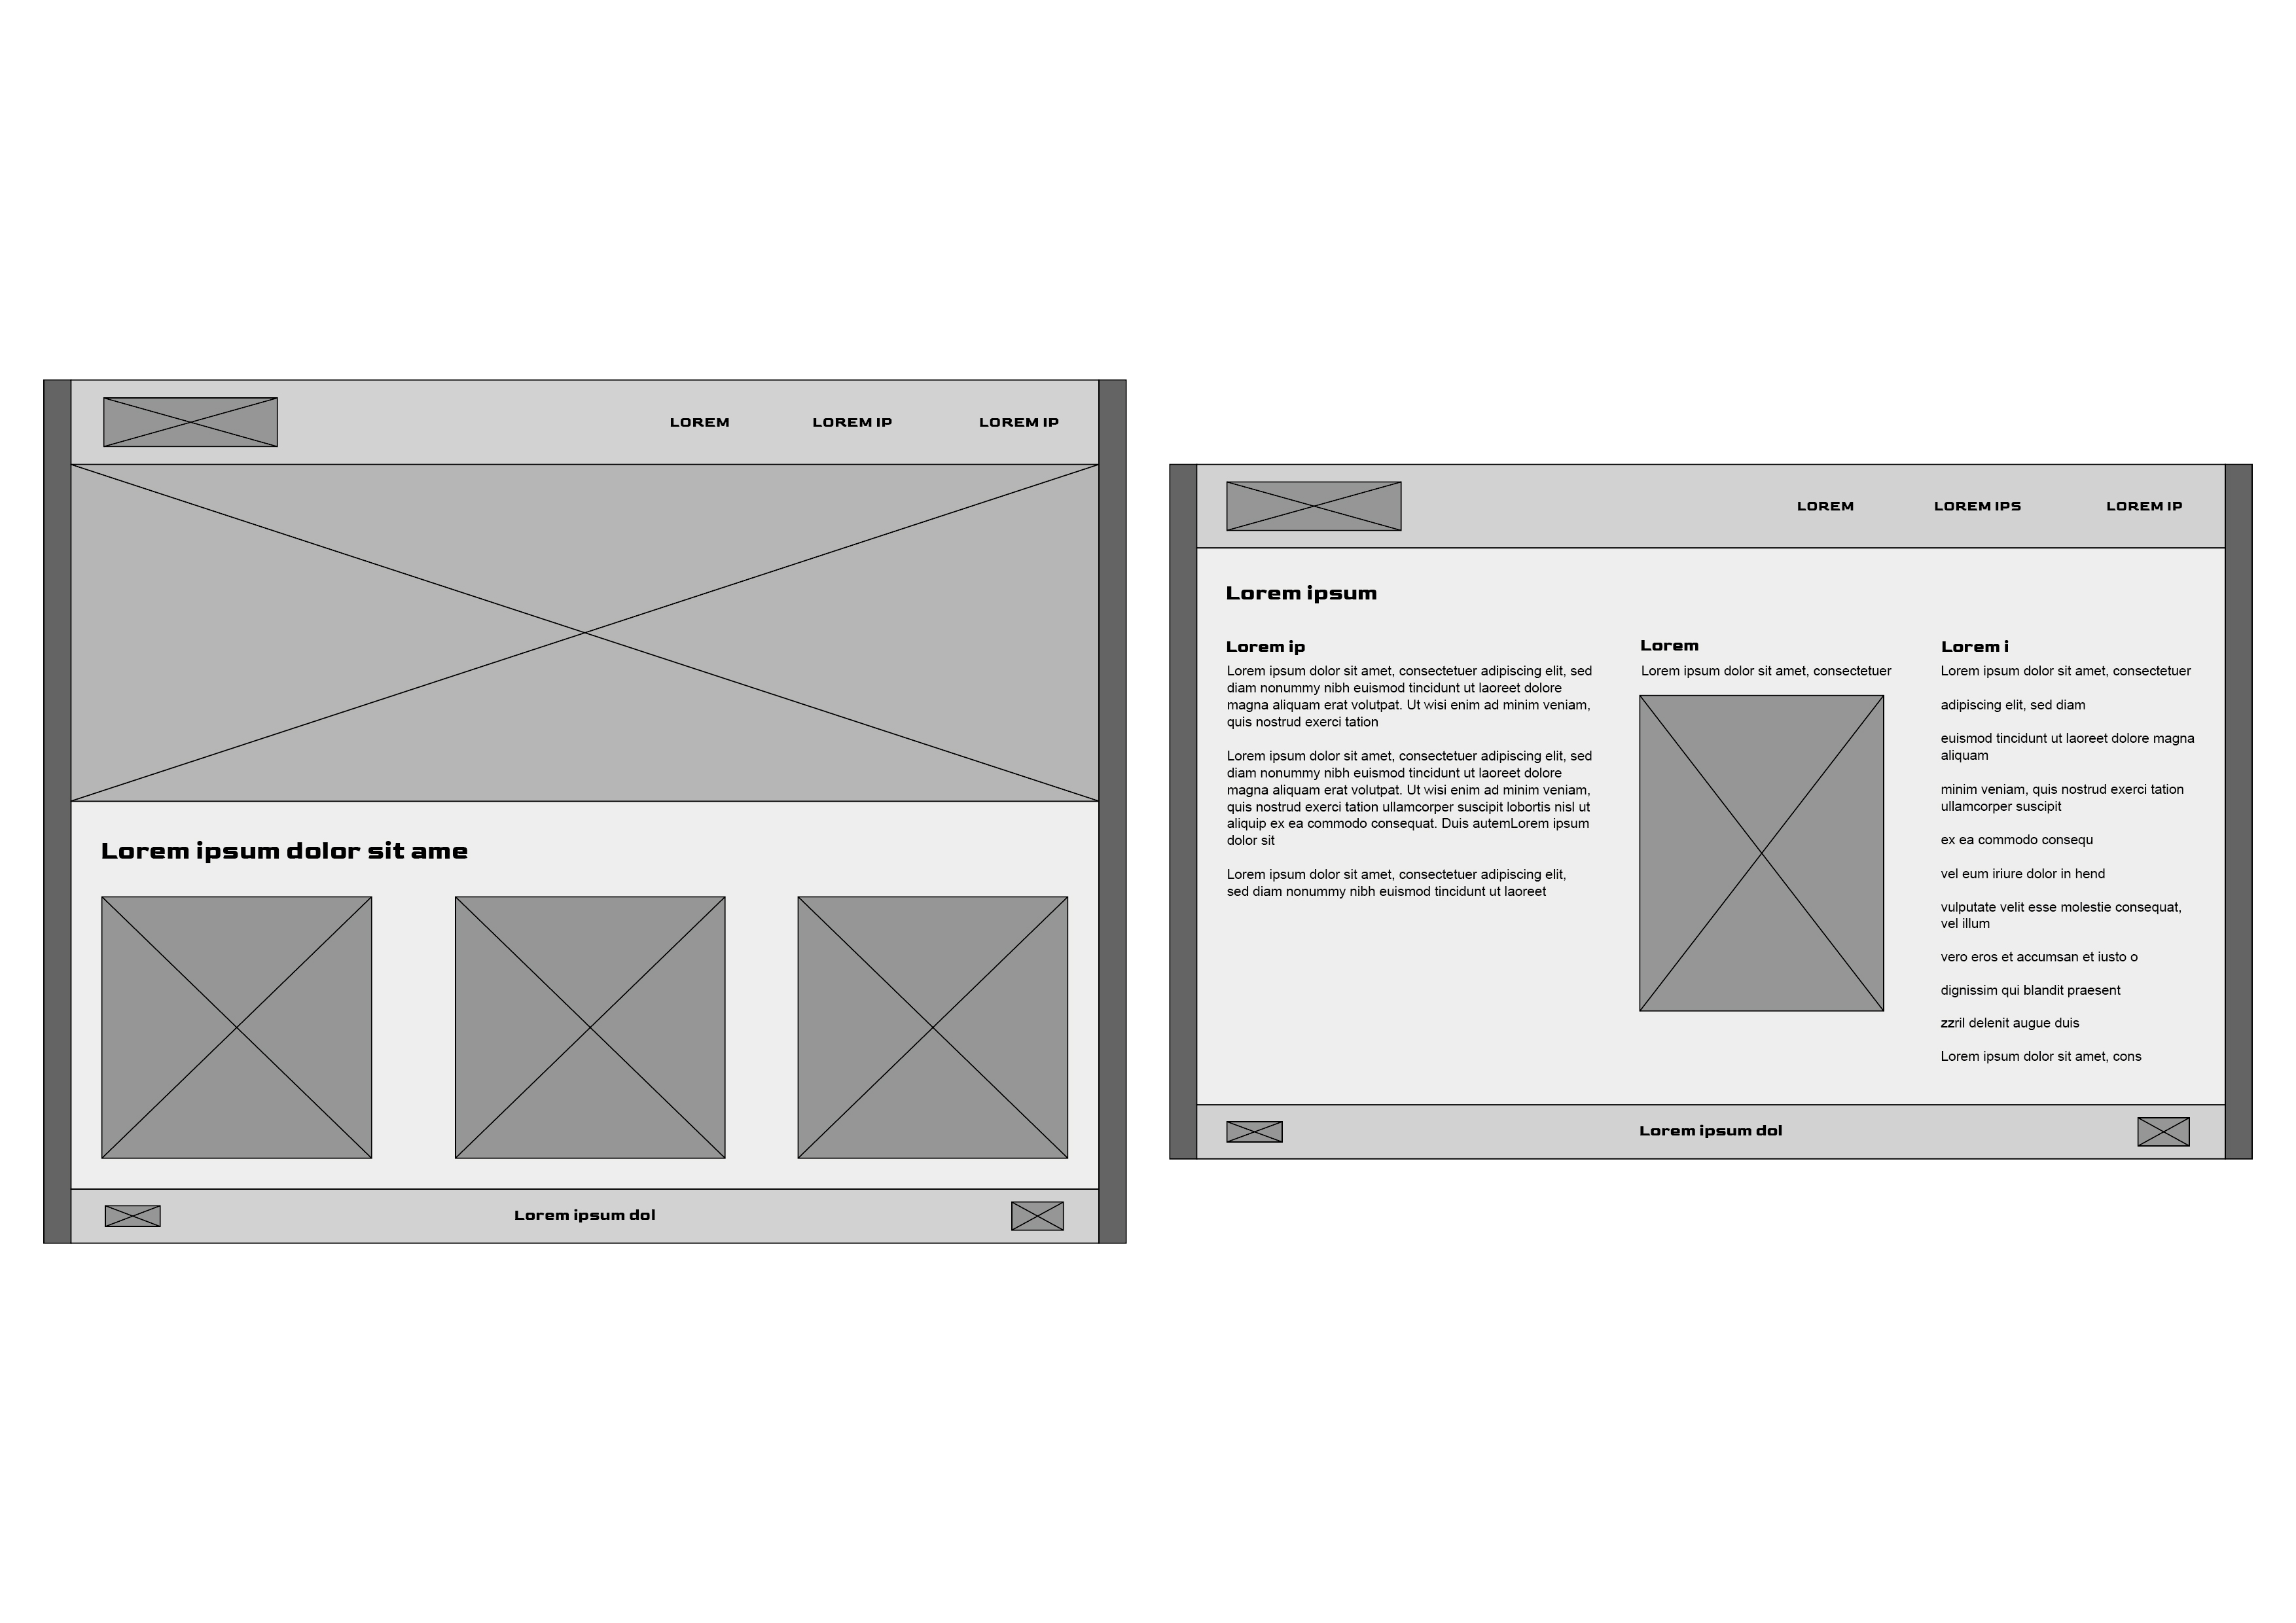 LOREM
LOREM IP
LOREM IP
Lorem ipsum dolor sit ame
Lorem ipsum dol
LOREM
LOREM IPS
LOREM IP
Lorem ipsum
Lorem ip
Lorem ipsum dolor sit amet, consectetuer adipiscing elit, sed
diam nonummy nibh euismod tincidunt ut laoreet dolore
magna aliquam erat volutpat. Ut wisi enim ad minim veniam,
quis nostrud exerci tation
Lorem ipsum dolor sit amet, consectetuer adipiscing elit, sed
diam nonummy nibh euismod tincidunt ut laoreet dolore
magna aliquam erat volutpat. Ut wisi enim ad minim veniam,
quis nostrud exerci tation ullamcorper suscipit lobortis nisl ut
aliquip ex ea commodo consequat. Duis autemLorem ipsum
dolor sit
Lorem ipsum dolor sit amet, consectetuer adipiscing elit,
sed diam nonummy nibh euismod tincidunt ut laoreet
Lorem
Lorem ipsum dolor sit amet, consectetuer
Lorem i
Lorem ipsum dolor sit amet, consectetuer
adipiscing elit, sed diam
euismod tincidunt ut laoreet dolore magna
aliquam
minim veniam, quis nostrud exerci tation
ullamcorper suscipit
ex ea commodo consequ
vel eum iriure dolor in hend
vulputate velit esse molestie consequat,
vel illum
vero eros et accumsan et iusto o
dignissim qui blandit praesent
zzril delenit augue duis
Lorem ipsum dolor sit amet, cons
Lorem ipsum dol